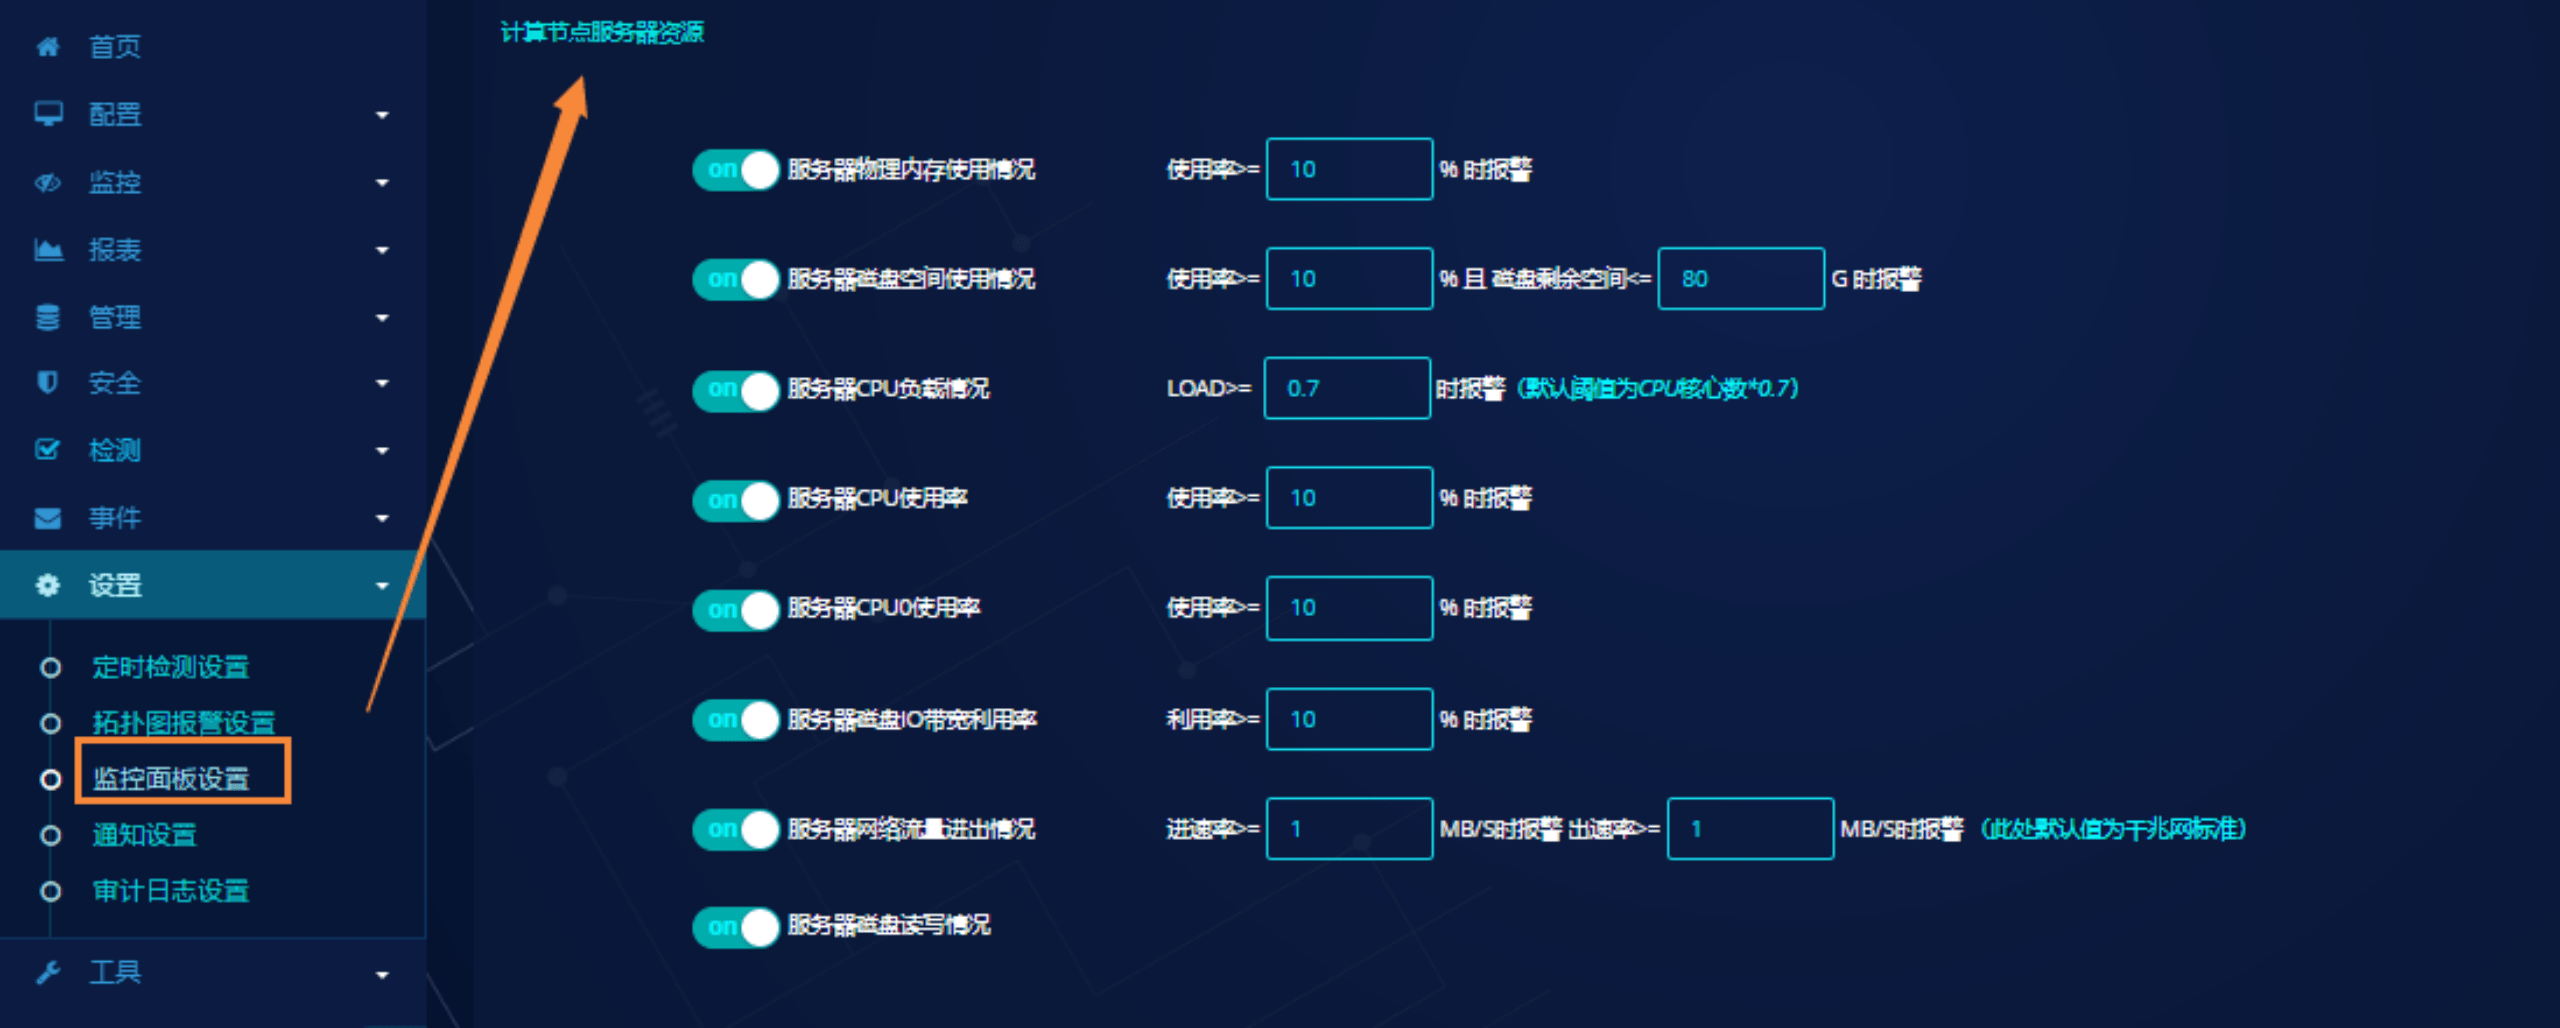 首页
配置
监控
报表
管理
安全
检测
事件
设置
定时检测设置
拓扑图报警设置
监控面板设置
通知设置
审计日志设置
工具
计算节点服务器资源
on 服务器物理内存使用情况 使用率>= 10 % 时报警
on 服务器磁盘空间使用情况 使用率>= 10 % 且 磁盘剩余空间<= 80 G 时报警
on 服务器CPU负载情况 LOAD>= 0.7 时报警（默认阈值为CPU核心数*0.7）
on 服务器CPU使用率 使用率>= 10 % 时报警
on 服务器CPU0使用率 使用率>= 10 % 时报警
on 服务器磁盘IO带宽利用率 利用率>= 10 % 时报警
on 服务器网络流量进出情况 进速率>= 1 MB/S时报警 出速率>= 1 MB/S时报警（此处默认值为千兆网标准）
on 服务器磁盘读写情况